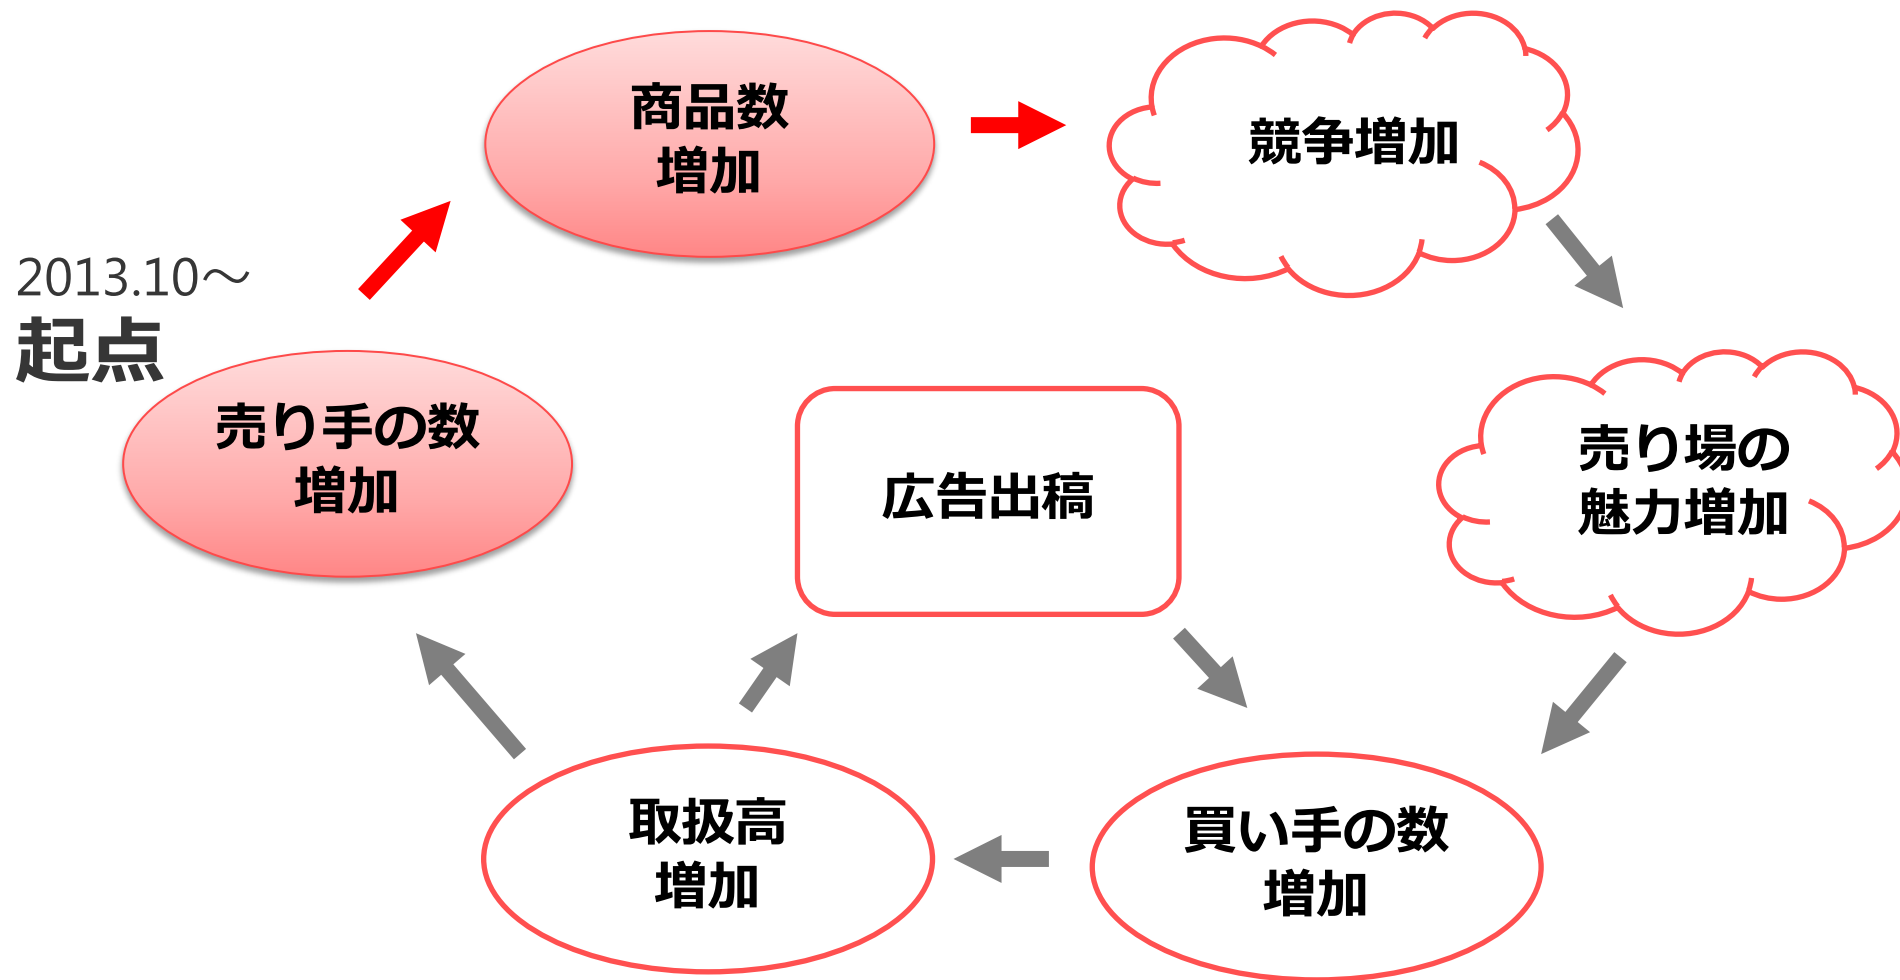 商品数
増加
競争増加
2013.10～
起点
売り手の数
増加
広告出稿
売り場の
魅力増加
取扱高
増加
買い手の数
増加